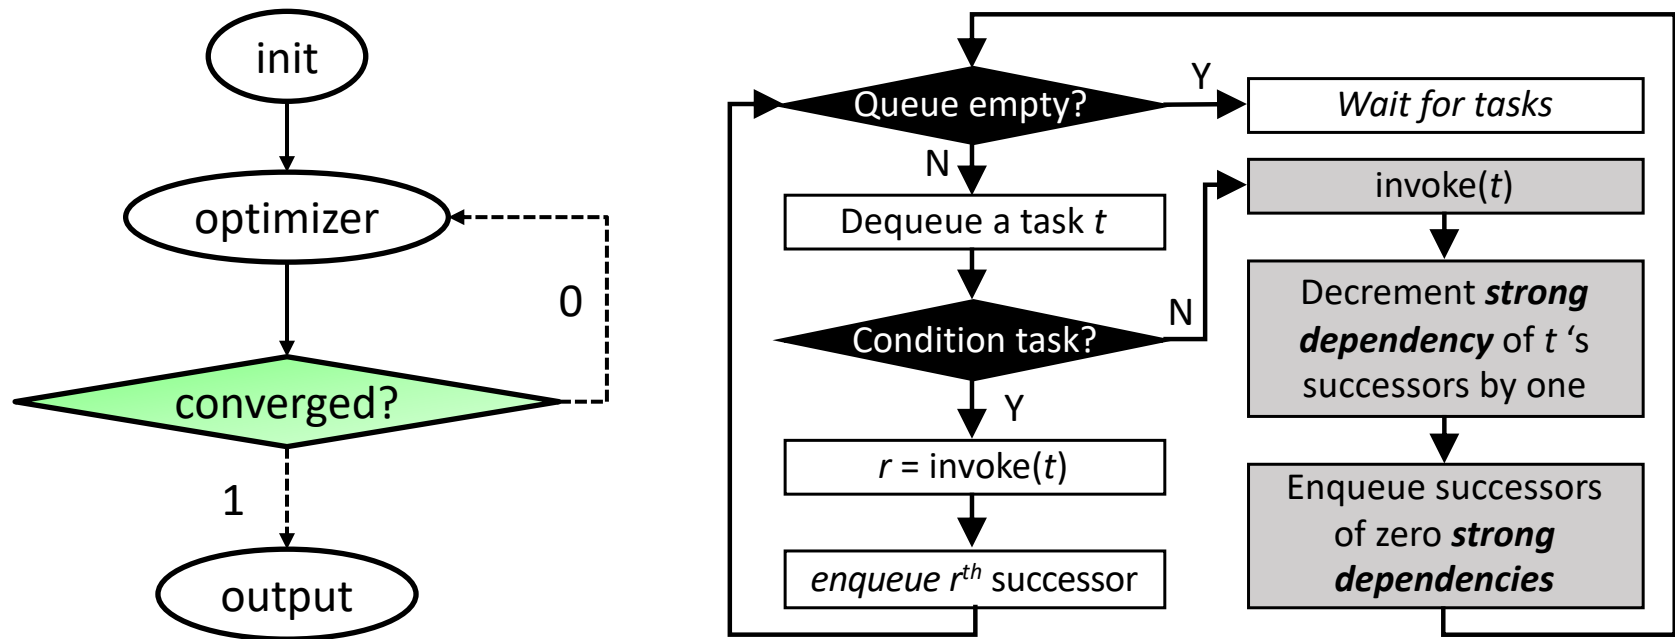 init
optimizer
0
converged?
1
output
Queue empty?
Y
Wait for tasks
N
Dequeue a task t
Condition task?
N
Y
r = invoke(t)
enqueue rth successor
invoke(t)
Decrement strong
dependency of t ‘s
successors by one
Enqueue successors
of zero strong
dependencies